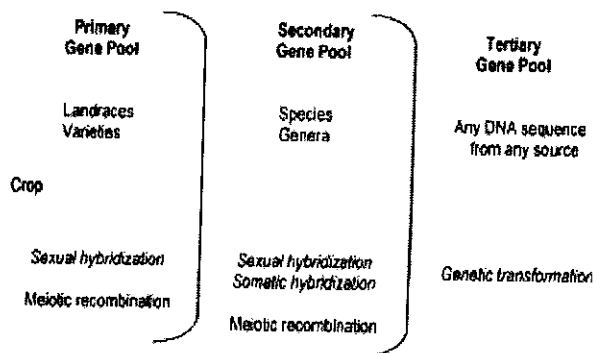 Primary
Gene Pool
Landraces
Varieties
Crop
Sexual hybridization
Meiotic recombination
Secondary
Gene Pool
Species
Genera
Sexual hybridization
Somatic hybridization
Meiotic recombination
Tertiary
Gene Pool
Any DNA sequence
from any source
Genetic transformation